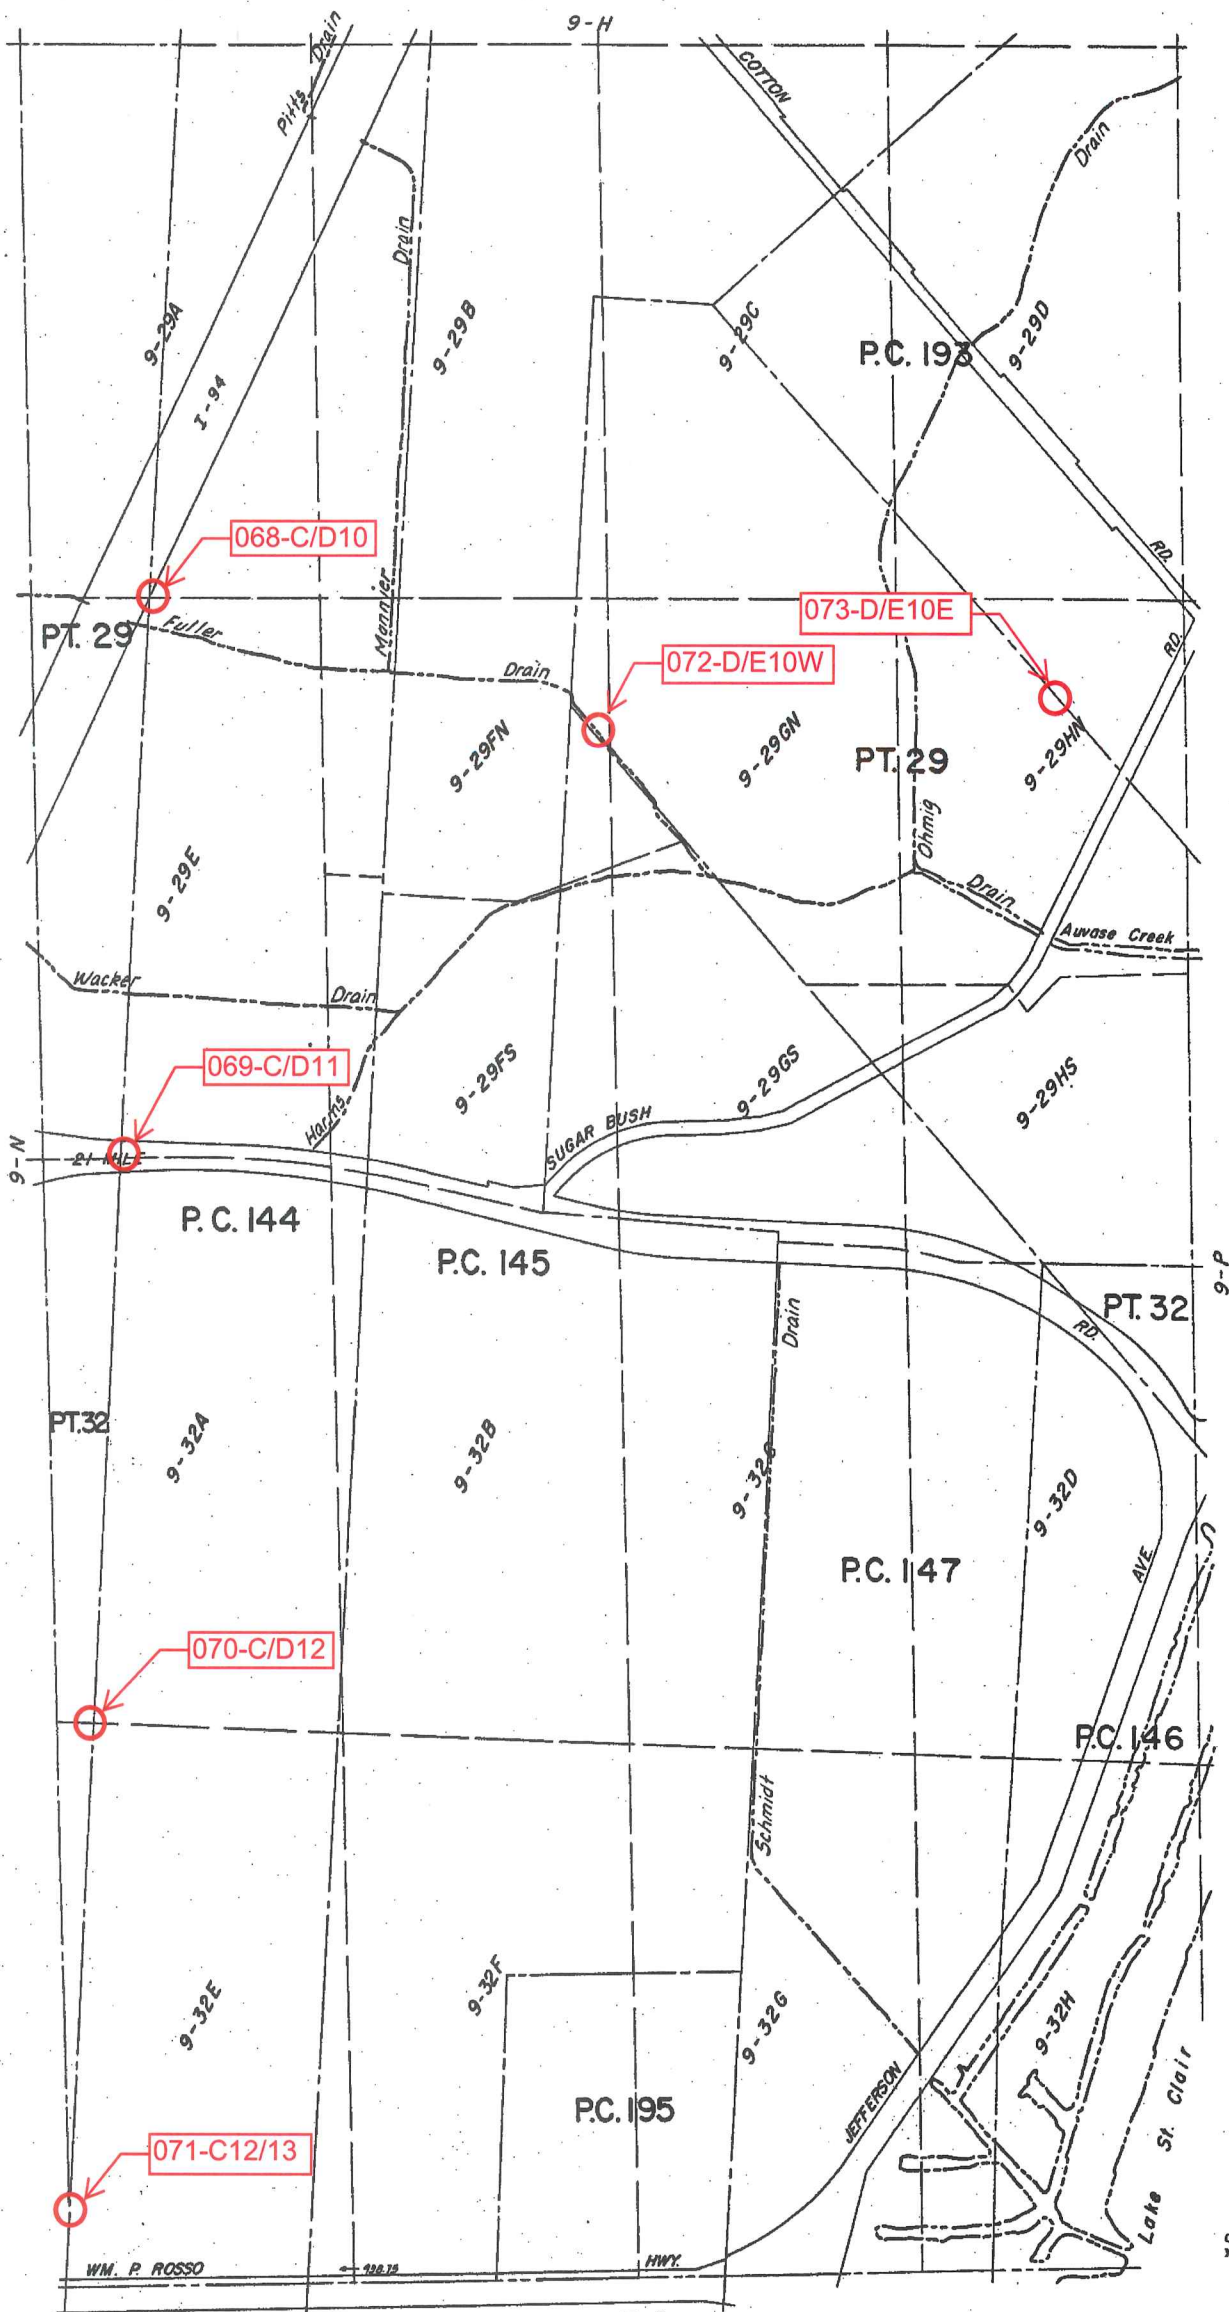 9-H
Pitts Drain
COTTON
Drain
Drain
9-29A
9-29B
9-29C
P.C. 193
9-29D
I-94
068-C/D10
RD.
Mannier
073-D/E10E
PT. 29
Fuller
Drain
072-D/E10W
RD.
9-29FN
9-29GN
PT. 29
9-29HN
Ohmig
9-29E
Drain
Auvase Creek
Wacker
Drain
069-C/D11
9-29FS
9-29GS
9-29HS
Harms
SUGAR BUSH
9-N
21 MILE
P.C. 144
P.C. 145
9-P
PT. 32
Drain
RD.
PT.32
9-32A
9-32B
9-32C
9-32D
P.C. 147
AVE.
070-C/D12
P.C. 146
Schmidt
9-32E
9-32F
9-32G
9-32H
P.C. 195
JEFFERSON
071-C12/13
Lake St. Clair
WM. P. ROSSO
HWY.